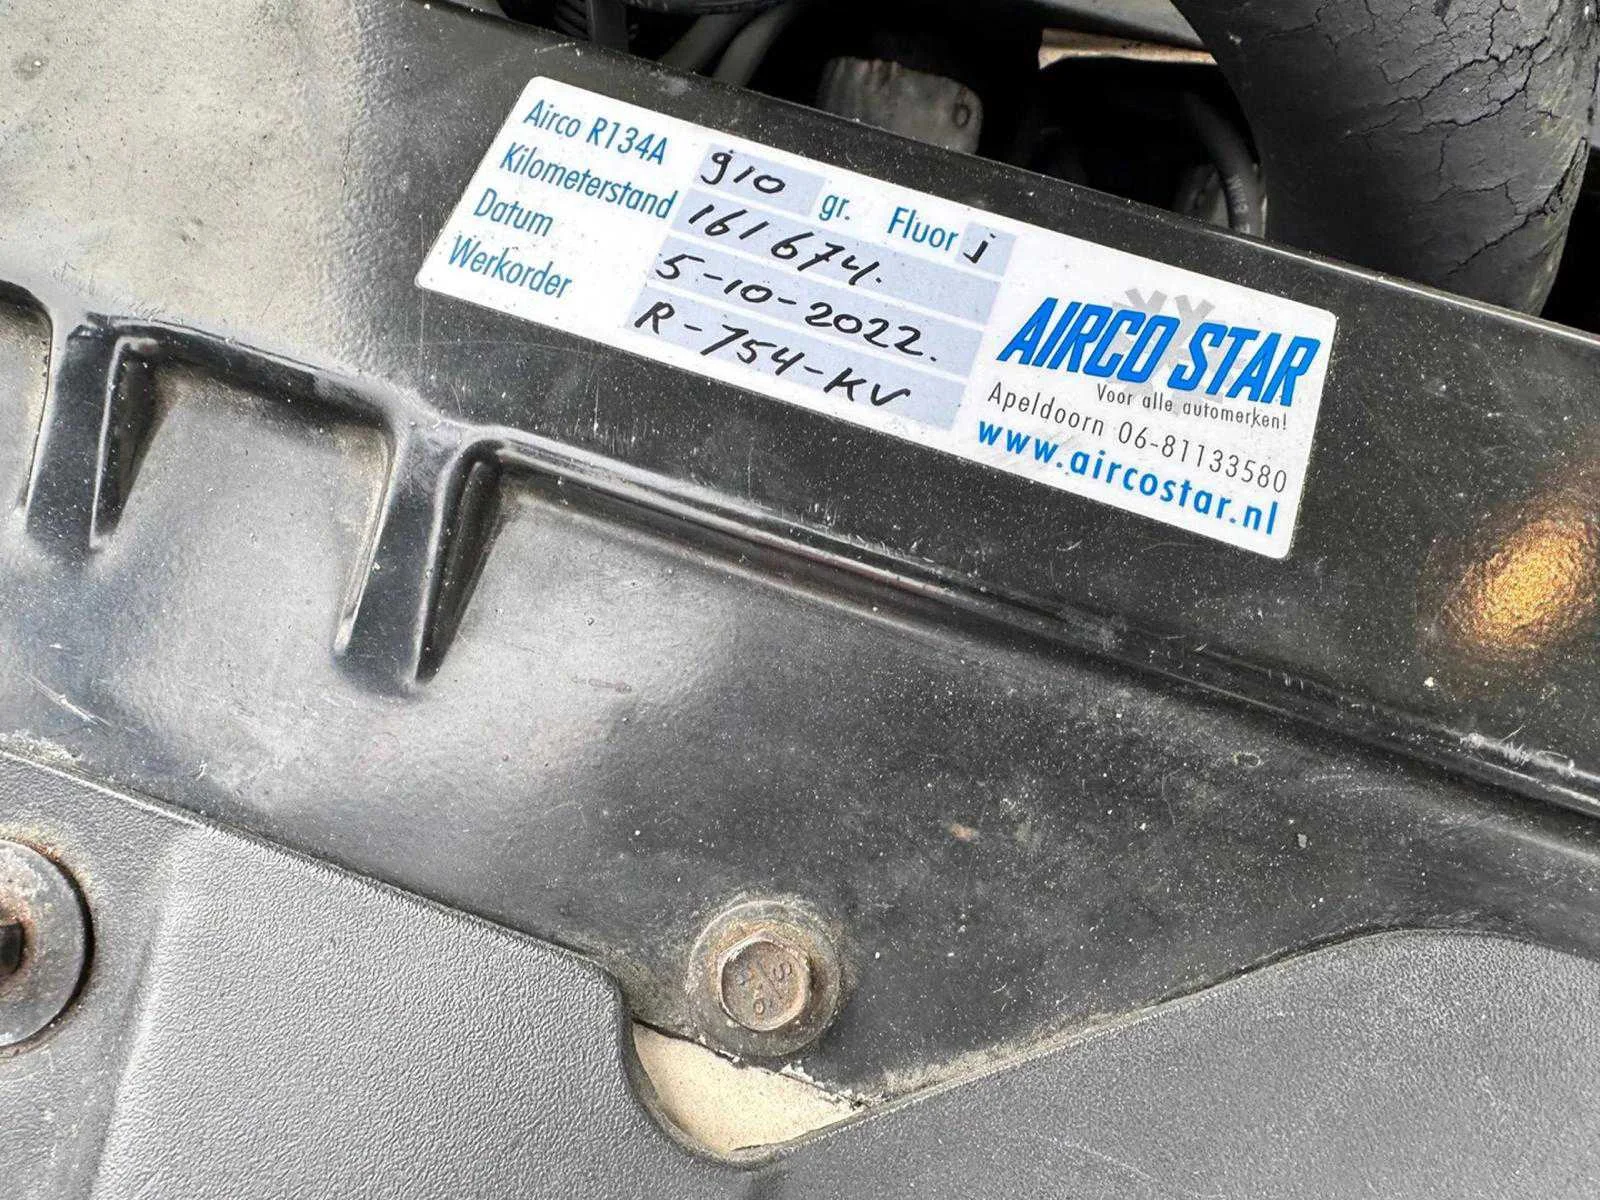 Airco R134A 910 gr. Fluor j
Kilometerstand 161674.
Datum 5-10-2022.
Werkorder R-754-KV
AIRCO STAR
Voor alle automerken!
Apeldoorn 06-81133580
www.aircostar.nl